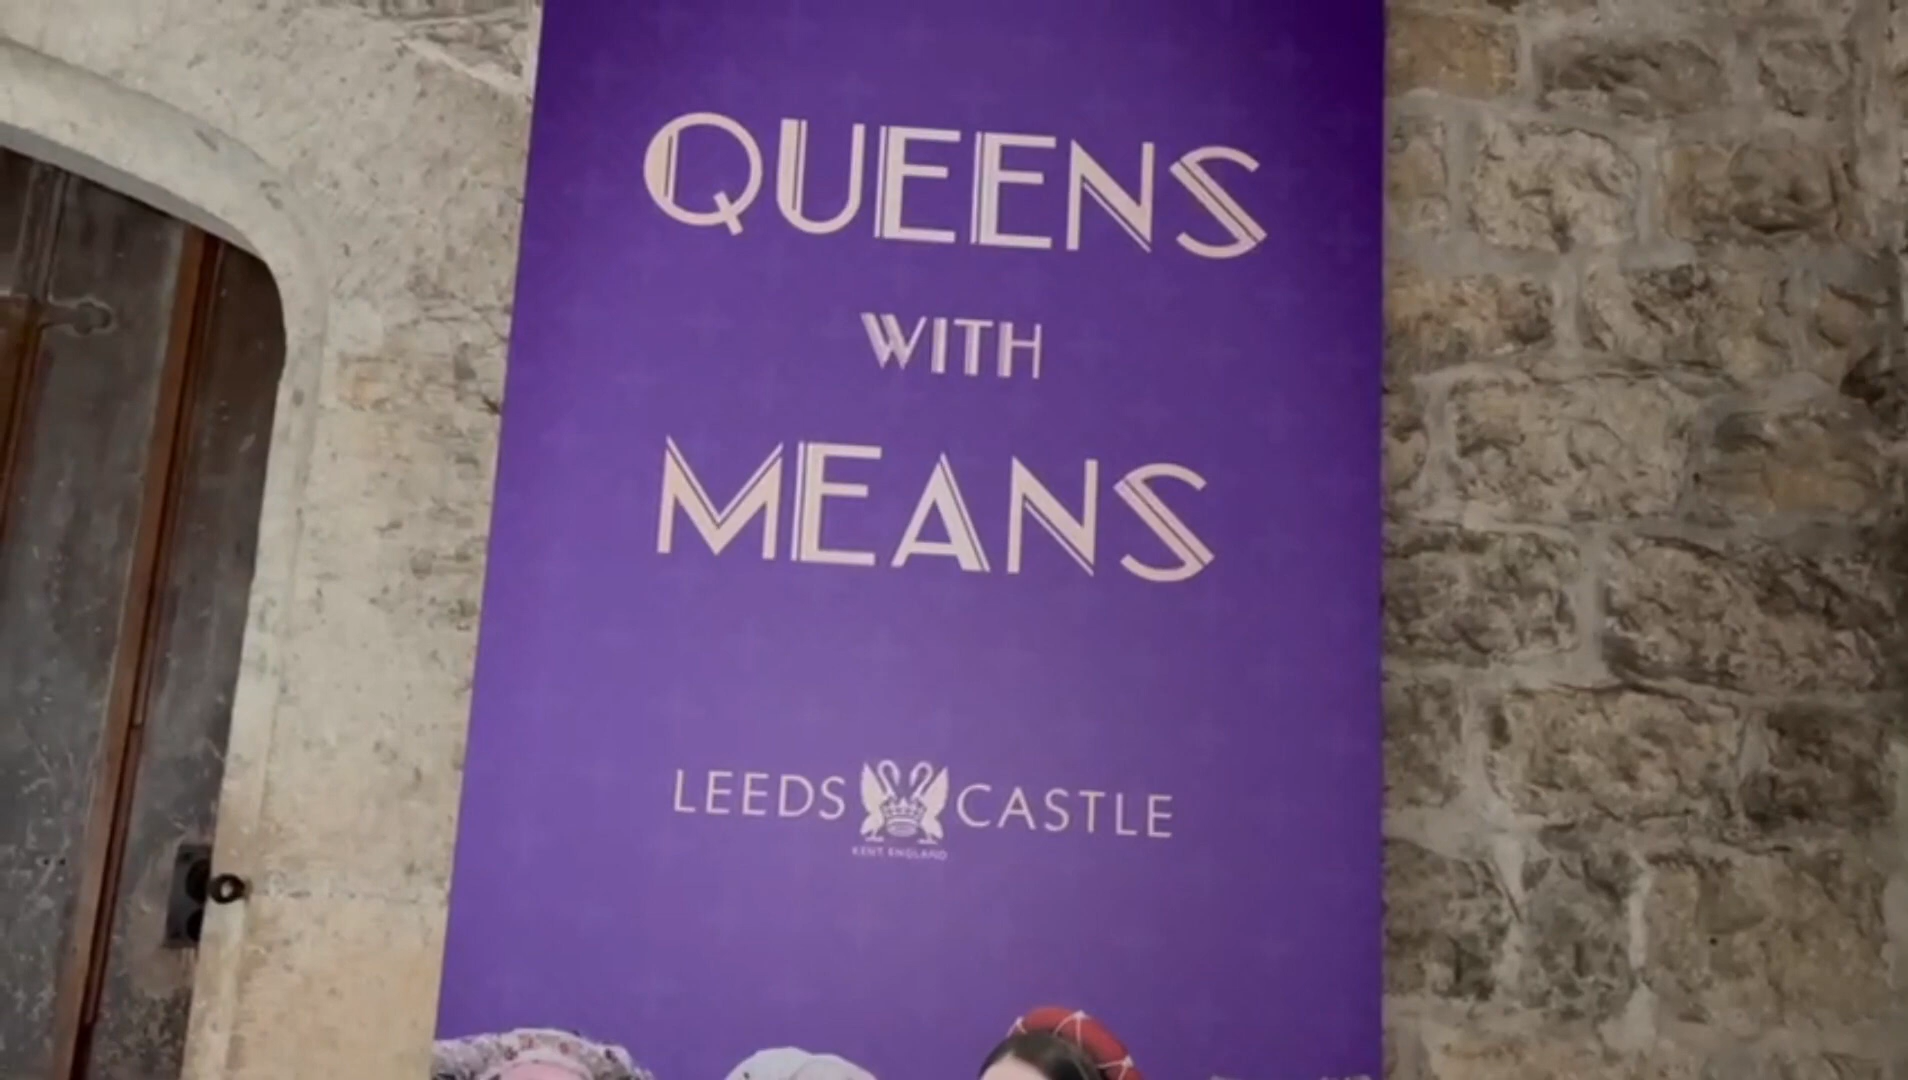 QUEENS
WITH
MEANS
LEEDS CASTLE
KENT, ENGLAND